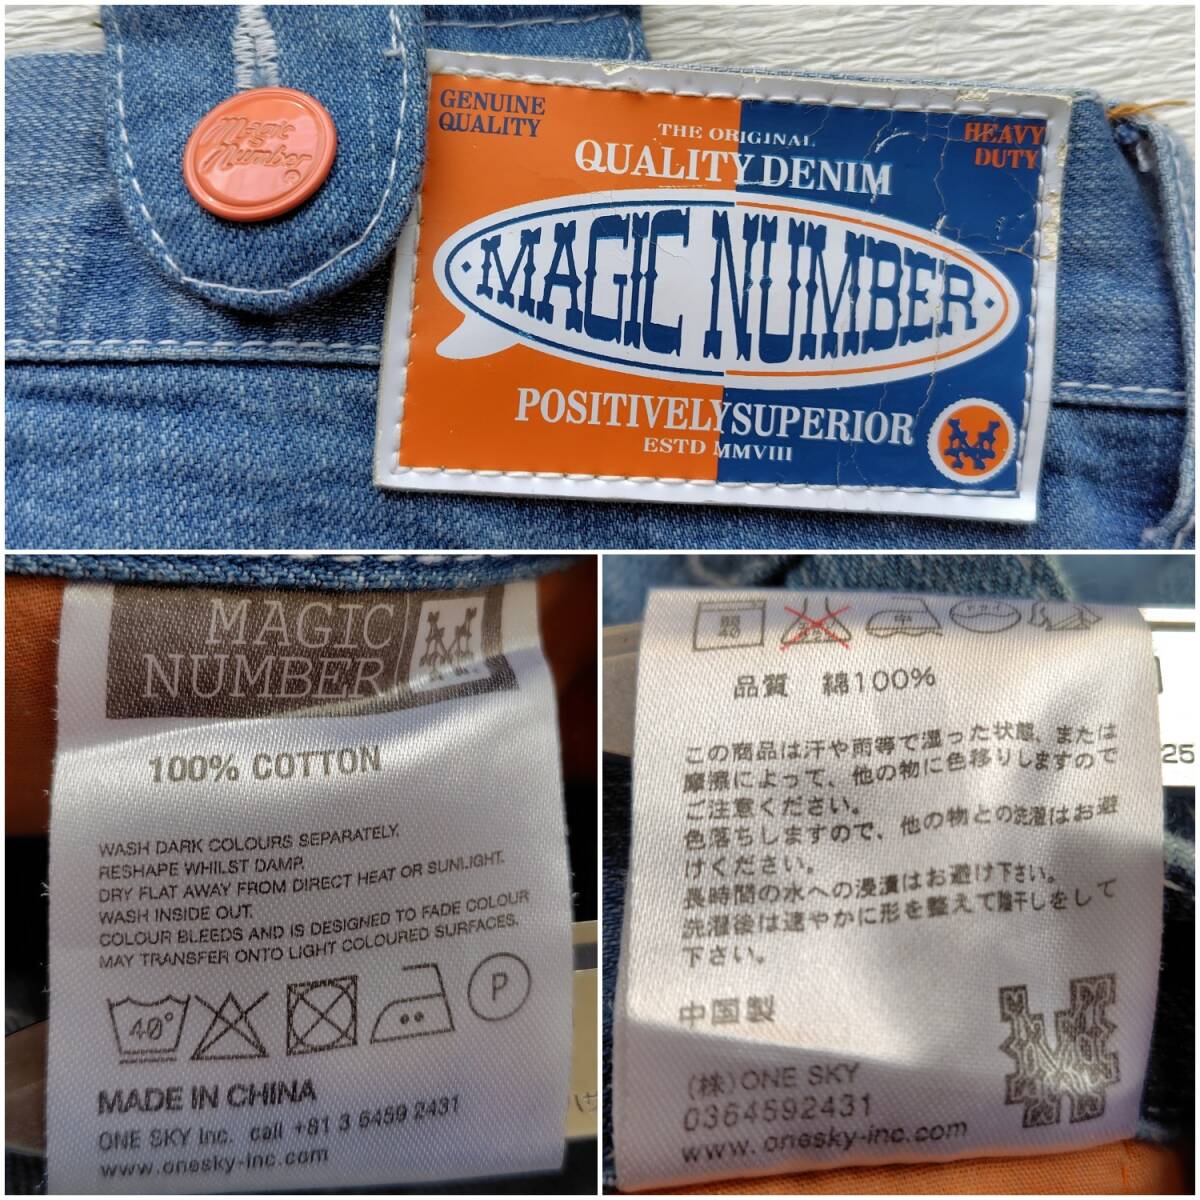 Magic
Number
GENUINE
QUALITY
THE ORIGINAL
QUALITY DENIM
HEAVY
DUTY
MAGIC NUMBER
POSITIVELY SUPERIOR
ESTD MMVIII
MAGIC
NUMBER
100% COTTON
WASH DARK COLOURS SEPARATELY.
RESHAPE WHILST DAMP.
DRY FLAT AWAY FROM DIRECT HEAT OR SUNLIGHT.
WASH INSIDE OUT.
COLOUR BLEEDS AND IS DESIGNED TO FADE COLOUR
MAY TRANSFER ONTO LIGHT COLOURED SURFACES.
40° P
MADE IN CHINA
ONE SKY Inc. call +81 3 6459 2431
www.onesky-inc.com
40 中 ドライ
品質 綿100%
この商品は汗や雨等で湿った状態、または
摩擦によって、他の物に色移りしますので
ご注意ください。
色落ちしますので、他の物との洗濯はお避
けください。
長時間の水への浸漬はお避け下さい。
洗濯後は速やかに形を整えて陰干しをして
下さい。
中国製
(株)ONE SKY
0364592431
www.onesky-inc.com
25